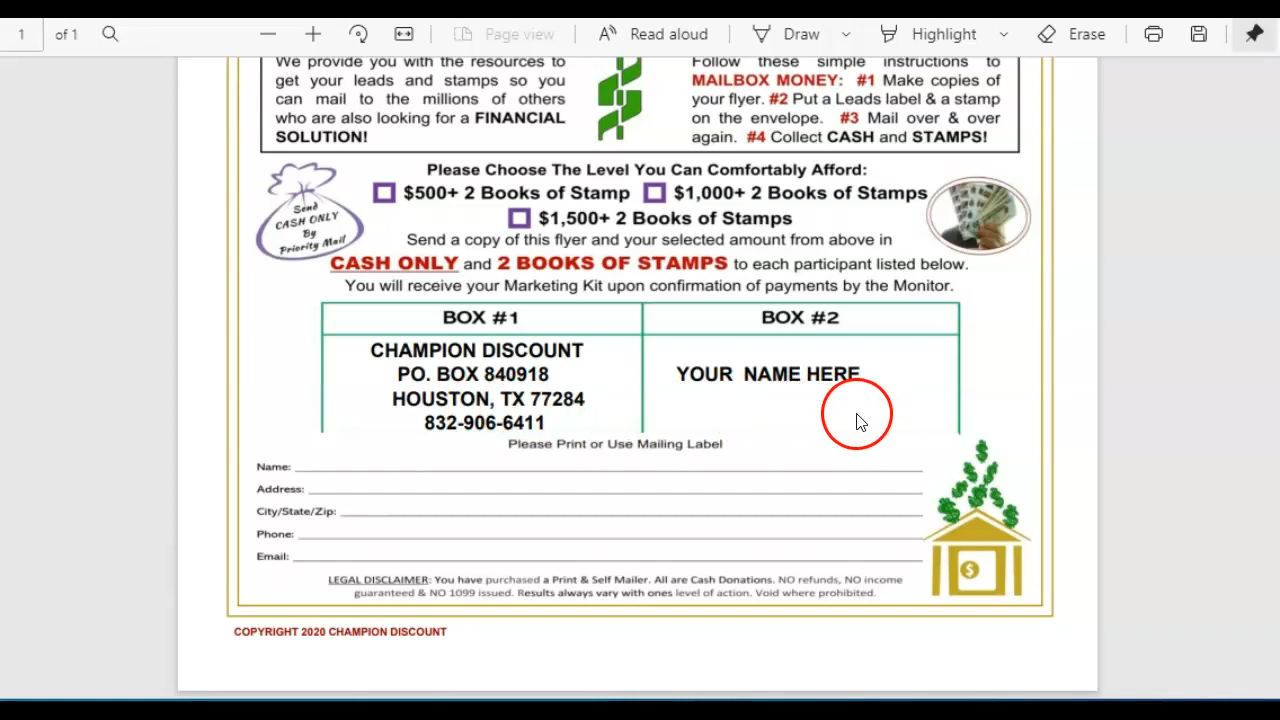 1 of 1 Page view Read aloud Draw Highlight Erase
We provide you with the resources to
get your leads and stamps so you
can mail to the millions of others
who are also looking for a FINANCIAL
SOLUTION!
Follow these simple instructions to
MAILBOX MONEY: #1 Make copies of
your flyer. #2 Put a Leads label & a stamp
on the envelope. #3 Mail over & over
again. #4 Collect CASH and STAMPS!
Please Choose The Level You Can Comfortably Afford:
$500+ 2 Books of Stamp $1,000+ 2 Books of Stamps
$1,500+ 2 Books of Stamps
Send
CASH ONLY
By
Priority Mail
Send a copy of this flyer and your selected amount from above in
CASH ONLY and 2 BOOKS OF STAMPS to each participant listed below.
You will receive your Marketing Kit upon confirmation of payments by the Monitor.
BOX #1
CHAMPION DISCOUNT
PO. BOX 840918
HOUSTON, TX 77284
832-906-6411
BOX #2
YOUR NAME HERE
Please Print or Use Mailing Label
Name:
Address:
City/State/Zip:
Phone:
Email:
$
LEGAL DISCLAIMER: You have purchased a Print & Self Mailer. All are Cash Donations. NO refunds, NO income
guaranteed & NO 1099 issued. Results always vary with ones level of action. Void where prohibited.
COPYRIGHT 2020 CHAMPION DISCOUNT